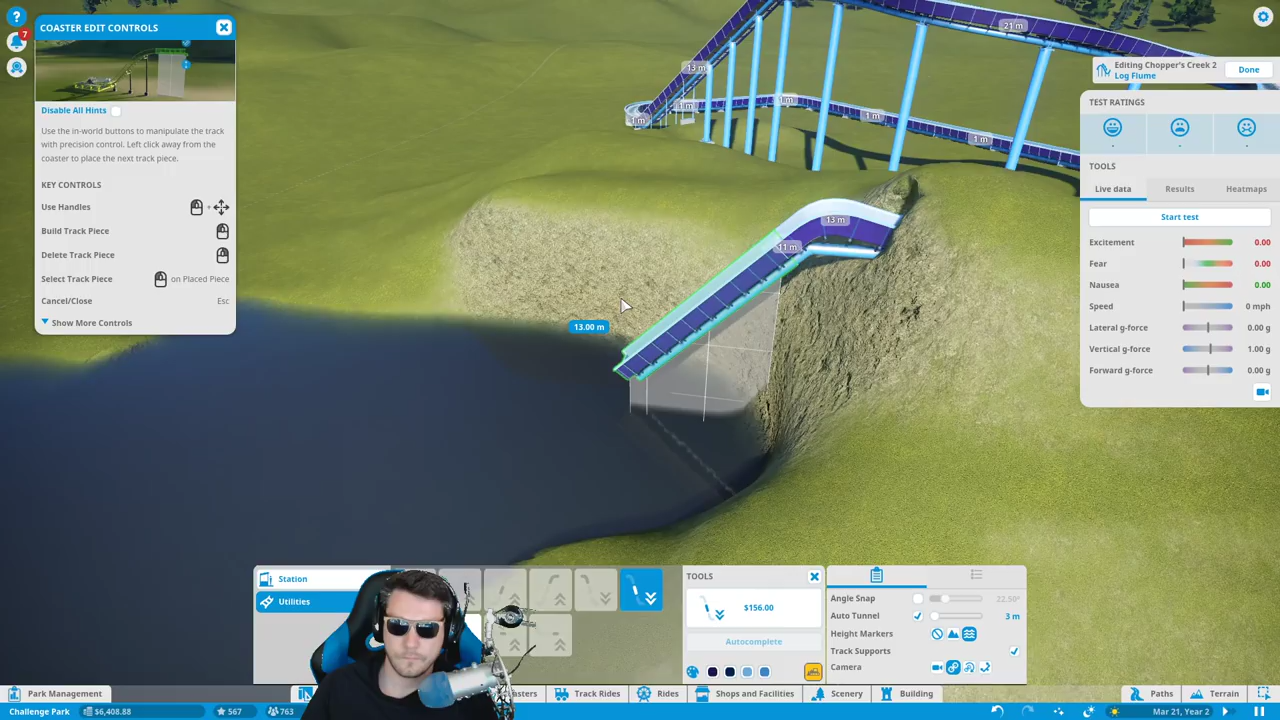 ?
7
COASTER EDIT CONTROLS
Disable All Hints
Use the in-world buttons to manipulate the track
with precision control. Left click away from the
coaster to place the next track piece.
KEY CONTROLS
Use Handles
+
Build Track Piece
Delete Track Piece
Select Track Piece
on Placed Piece
Cancel/Close
Esc
Show More Controls
21 m
13 m
1 m
1 m
1 m
1 m
1 m
13 m
11 m
13.00 m
Editing Chopper's Creek 2
Log Flume
Done
TEST RATINGS
-
-
-
TOOLS
Live data
Results
Heatmaps
Start test
Excitement
0.00
Fear
0.00
Nausea
0.00
Speed
0 mph
Lateral g-force
0.00 g
Vertical g-force
1.00 g
Forward g-force
0.00 g
Station
Utilities
TOOLS
$156.00
Autocomplete
Angle Snap
22.50°
Auto Tunnel
3 m
Height Markers
Track Supports
Camera
Park Management
Track Rides
Rides
Shops and Facilities
Scenery
Building
Paths
Terrain
Challenge Park
$6,408.88
567
763
Mar 21, Year 2